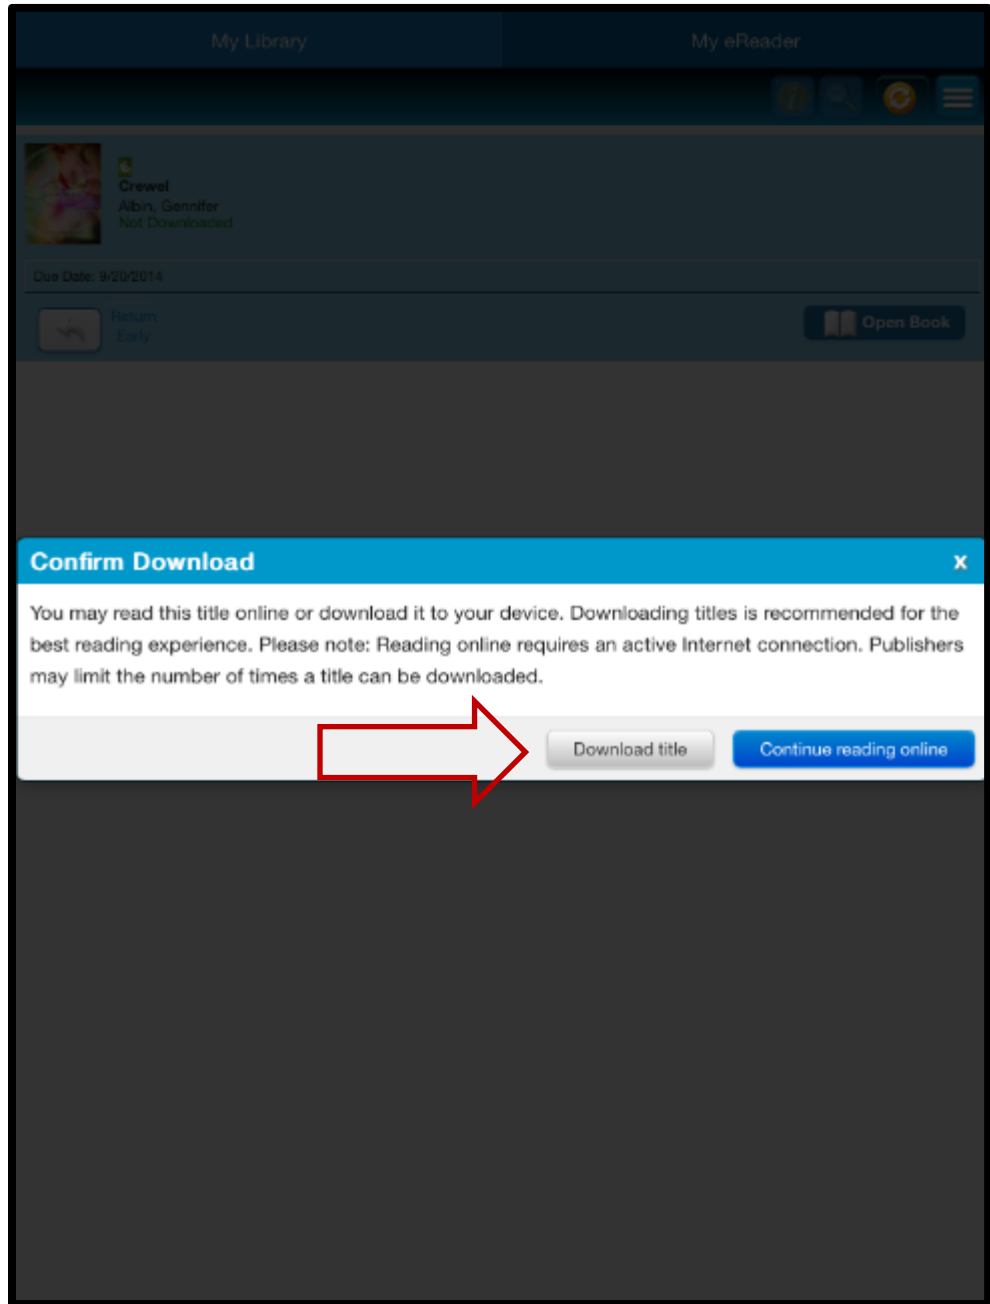 My Library
My eReader
Crewel
Albin, Gennifer
Not Downloaded
Due Date: 9/20/2014
Return
Early
Open Book
Confirm Download x
You may read this title online or download it to your device. Downloading titles is recommended for the
best reading experience. Please note: Reading online requires an active Internet connection. Publishers
may limit the number of times a title can be downloaded.
Download title
Continue reading online